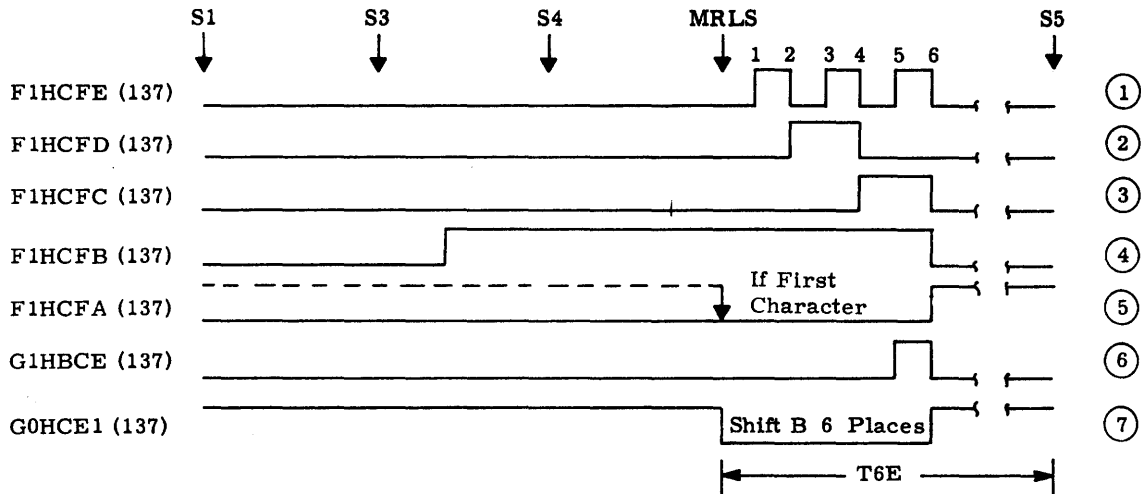 S1 S3 S4 MRLS S5
1 2 3 4 5 6
F1HCFE (137) 1
F1HCFD (137) 2
F1HCFC (137) 3
F1HCFB (137) 4
If First
Character
F1HCFA (137) 5
G1HBCE (137) 6
G0HCE1 (137) Shift B 6 Places 7
T6E